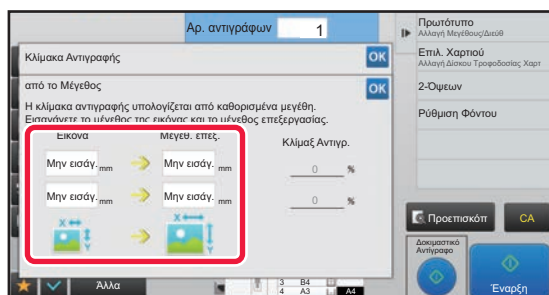 Αρ. αντιγράφων 1
Κλίμακα Αντιγραφής OK
από το Μέγεθος OK
Η κλίμακα αντιγραφής υπολογίζεται από καθορισμένα μεγέθη.
Εισαγάγετε το μέγεθος της εικόνας και το μέγεθος επεξεργασίας.
Εικόνα Μεγεθ. επεξ. Κλίμαξ Αντιγρ.
Μην εισάγ. mm Μην εισάγ. mm 0 %
Μην εισάγ. mm Μην εισάγ. mm 0 %
X Y X Y
Άλλα
3 B4
4 A3 A4
Πρωτότυπο
Αλλαγή Μεγέθους/Διεύθ
Επιλ. Χαρτιού
Αλλαγή Δίσκου Τροφοδοσίας Χαρτ
2-Όψεων
Ρύθμιση Φόντου
Προεπισκόπ CA
Δοκιμαστικό
Αντίγραφο
Έναρξη